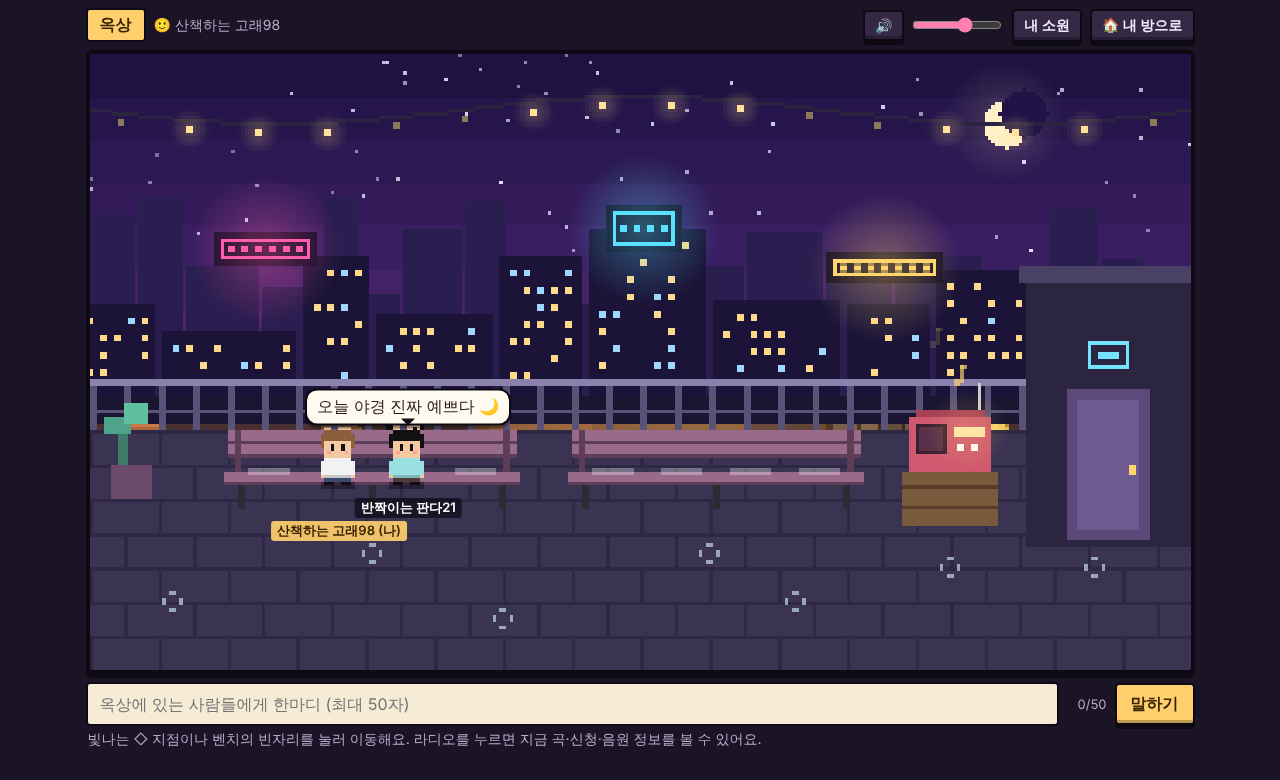 옥상
🙂 산책하는 고래98
🔊
내 소원
🏠 내 방으로
오늘 야경 진짜 예쁘다 🌙
반짝이는 판다21
산책하는 고래98 (나)
옥상에 있는 사람들에게 한마디 (최대 50자)
0/50
말하기
빛나는 ◇ 지점이나 벤치의 빈자리를 눌러 이동해요. 라디오를 누르면 지금 곡·신청·음원 정보를 볼 수 있어요.